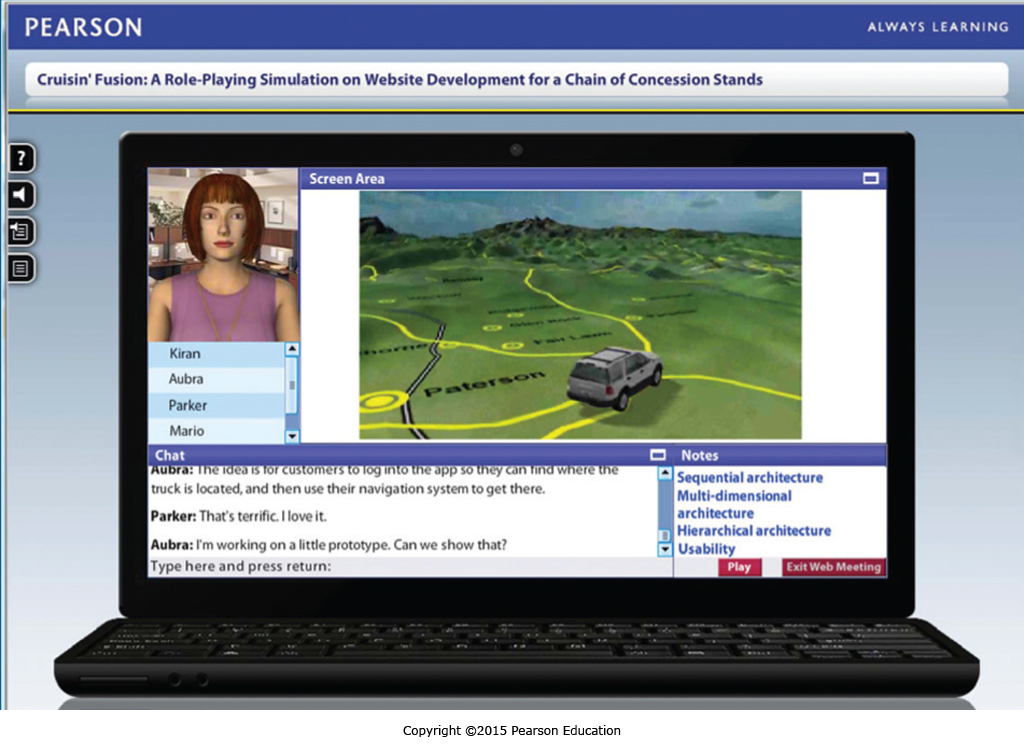 PEARSON
ALWAYS LEARNING
Cruisin' Fusion: A Role-Playing Simulation on Website Development for a Chain of Concession Stands
?
Screen Area
Glen Rock
Fair Lawn
Paterson
Kiran
Aubra
Parker
Mario
Chat
Aubra: The idea is for customers to log into the app so they can find where the
truck is located, and then use their navigation system to get there.
Parker: That's terrific. I love it.
Aubra: I'm working on a little prototype. Can we show that?
Type here and press return:
Notes
Sequential architecture
Multi-dimensional
architecture
Hierarchical architecture
Usability
Play
Exit Web Meeting
Copyright ©2015 Pearson Education